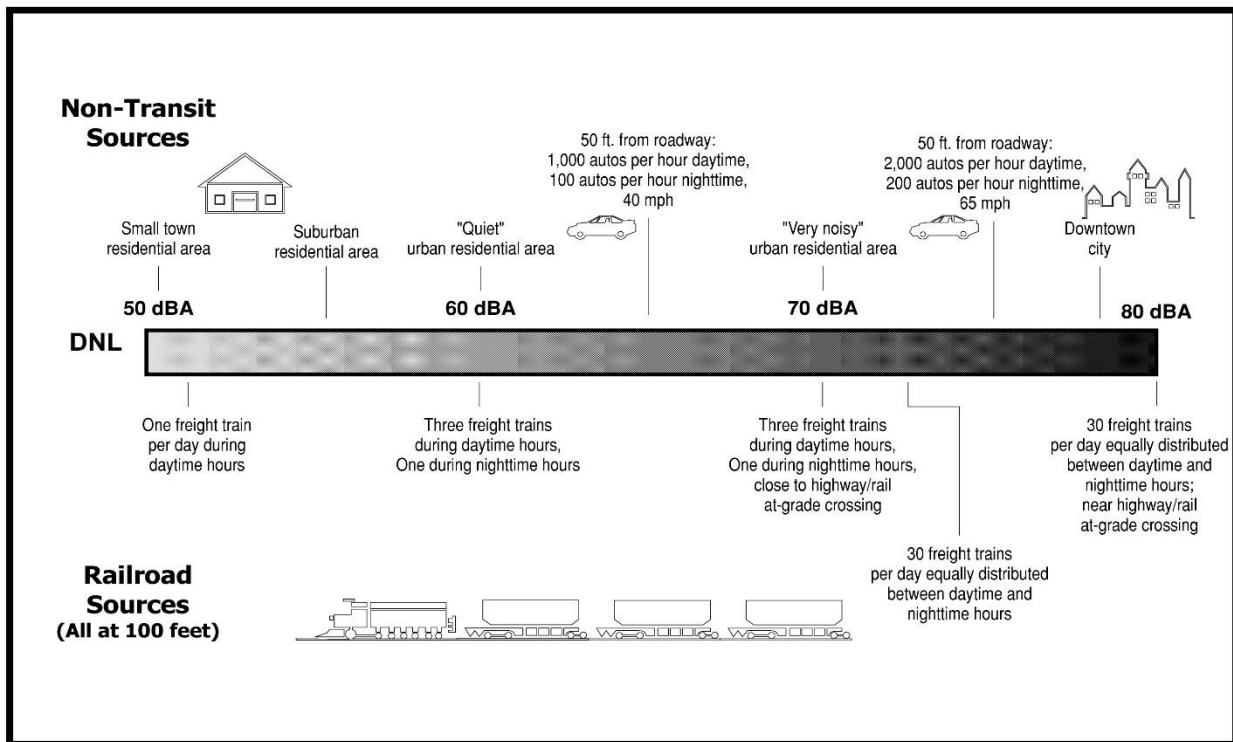 Non-Transit
Sources
50 ft. from roadway:
1,000 autos per hour daytime,
100 autos per hour nighttime,
40 mph
50 ft. from roadway:
2,000 autos per hour daytime,
200 autos per hour nighttime,
65 mph
Small town
residential area
Suburban
residential area
"Quiet"
urban residential area
"Very noisy"
urban residential area
Downtown
city
50 dBA
60 dBA
70 dBA
80 dBA
DNL
One freight train
per day during
daytime hours
Three freight trains
during daytime hours,
One during nighttime hours
Three freight trains
during daytime hours,
One during nighttime hours,
close to highway/rail
at-grade crossing
30 freight trains
per day equally distributed
between daytime and
nighttime hours;
near highway/rail
at-grade crossing
30 freight trains
per day equally distributed
between daytime and
nighttime hours
Railroad
Sources
(All at 100 feet)